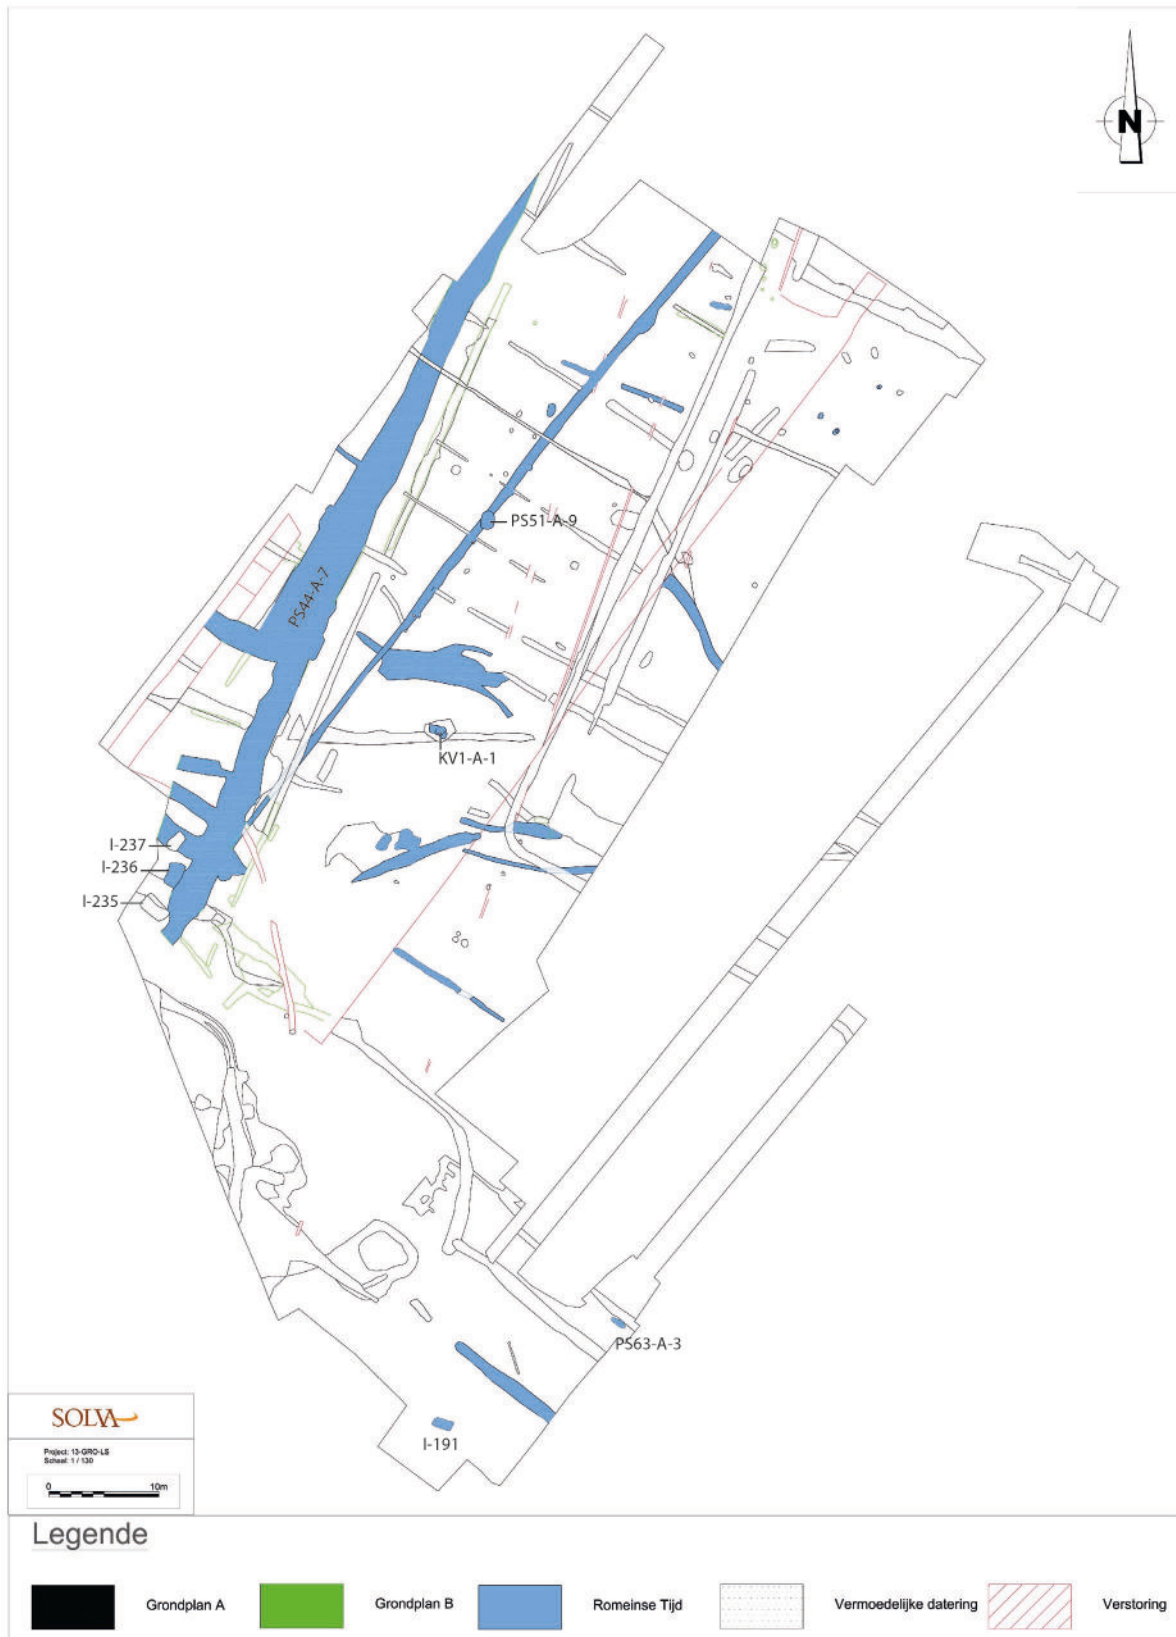 N
PS51-A-9
PS44-A-7
KV1-A-1
I-237
I-236
I-235
PS63-A-3
I-191
SOLVA
Project: 13-GRO-LS
Schaal: 1 / 130
0 10m
Legende
Grondplan A Grondplan B Romeinse Tijd Vermoedelijke datering Verstoring